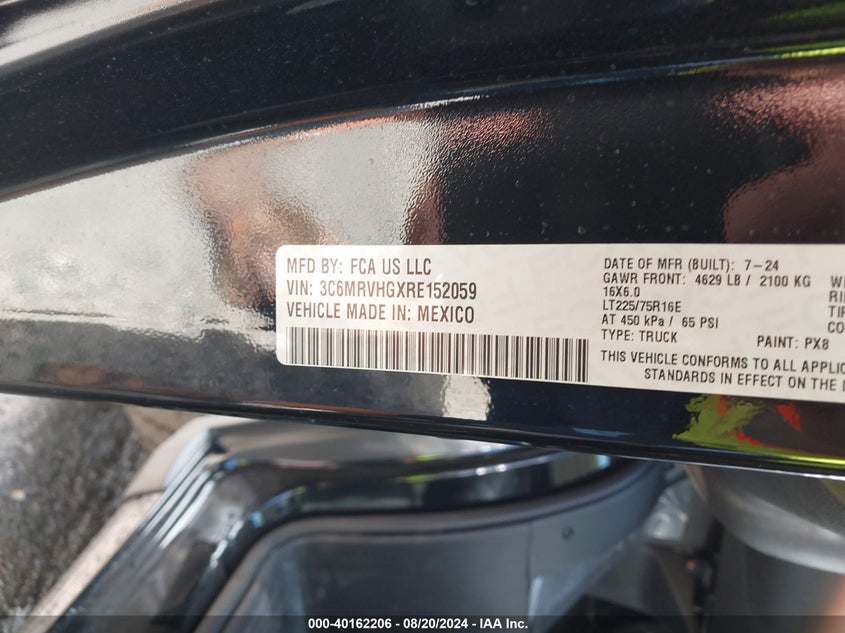 MFD BY: FCA US LLC
VIN: 3C6MRVHGXRE152059
VEHICLE MADE IN: MEXICO
DATE OF MFR (BUILT): 7-24
GAWR FRONT: 4629 LB / 2100 KG
16X6.0
LT225/75R16E
AT 450 kPa / 65 PSI
TYPE: TRUCK
PAINT: PX8
THIS VEHICLE CONFORMS TO ALL
STANDARDS IN EFFECT ON THE
000-40162206 - 08/20/2024 - IAA Inc.